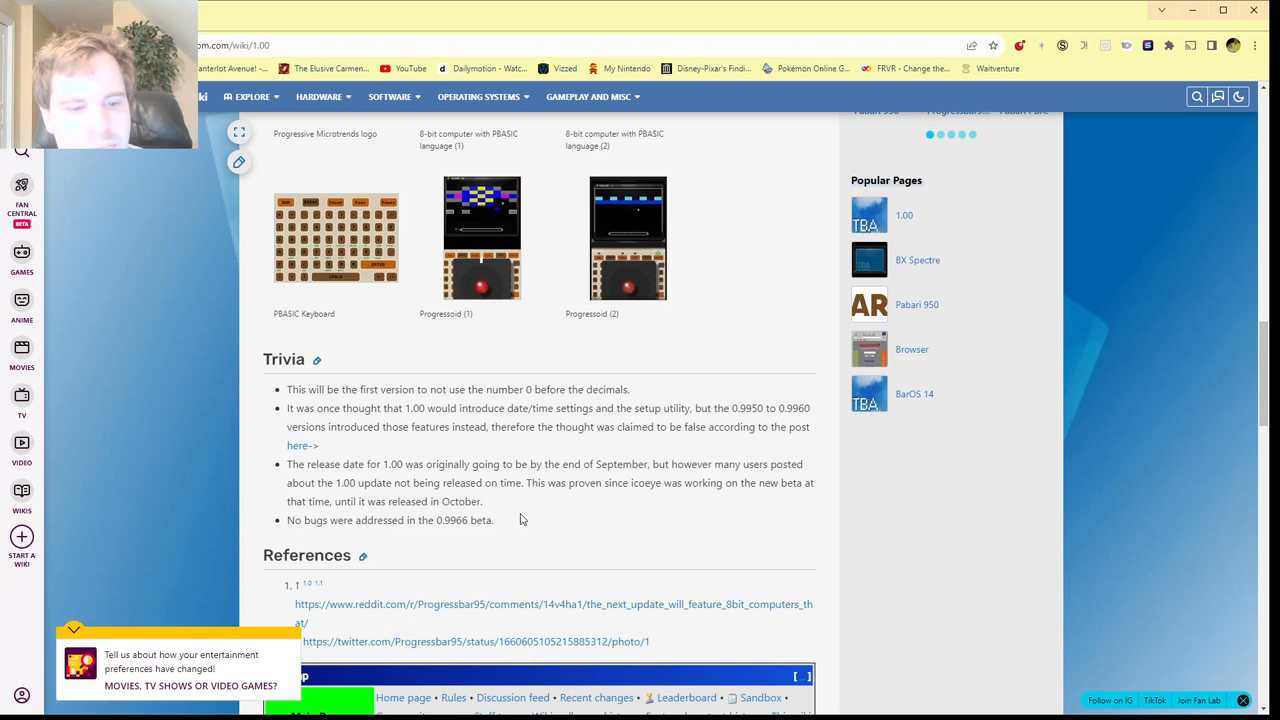 om.com/wiki/1.00
anterlot Avenue! -...
The Elusive Carmen...
YouTube
Dailymotion - Watc...
Vizzed
My Nintendo
Disney-Pixar's Findi...
Pokémon Online G...
FRVR - Change the...
Waitventure
ki
EXPLORE
HARDWARE
SOFTWARE
OPERATING SYSTEMS
GAMEPLAY AND MISC
Progressive Microtrends logo
8-bit computer with PBASIC
language (1)
8-bit computer with PBASIC
language (2)
PBASIC Keyboard
Progressoid (1)
Progressoid (2)
Trivia
This will be the first version to not use the number 0 before the decimals.
It was once thought that 1.00 would introduce date/time settings and the setup utility, but the 0.9950 to 0.9960
versions introduced those features instead, therefore the thought was claimed to be false according to the post
here->
The release date for 1.00 was originally going to be by the end of September, but however many users posted
about the 1.00 update not being released on time. This was proven since icoeye was working on the new beta at
that time, until it was released in October.
No bugs were addressed in the 0.9966 beta.
References
1. ↑ 1.0 1.1
https://www.reddit.com/r/Progressbar95/comments/14v4ha1/the_next_update_will_feature_8bit_computers_th
at/
https://twitter.com/Progressbar95/status/1660605105215885312/photo/1
op
[_]
Home page • Rules • Discussion feed • Recent changes • Leaderboard • Sandbox •
Popular Pages
TBA
1.00
BX Spectre
AR
Pabari 950
Browser
TBA
BarOS 14
FAN
CENTRAL
BETA
GAMES
ANIME
MOVIES
TV
VIDEO
WIKIS
START A
WIKI
Tell us about how your entertainment
preferences have changed!
MOVIES, TV SHOWS OR VIDEO GAMES?
Follow on IG
TikTok
Join Fan Lab